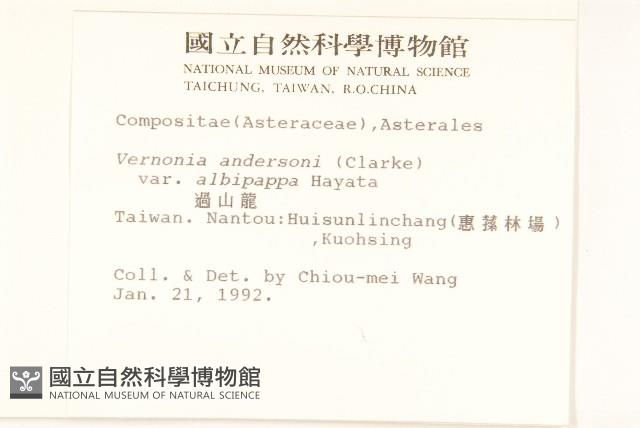 國立自然科學博物館
NATIONAL MUSEUM OF NATURAL SCIENCE
TAICHUNG, TAIWAN, R.O.CHINA
Compositae(Asteraceae),Asterales
Vernonia andersoni (Clarke)
var. albipappa Hayata
過山龍
Taiwan. Nantou:Huisunlinchang(惠蓀林場)
,Kuohsing
Coll. & Det. by Chiou-mei Wang
Jan. 21, 1992.
國立自然科學博物館
NATIONAL MUSEUM OF NATURAL SCIENCE